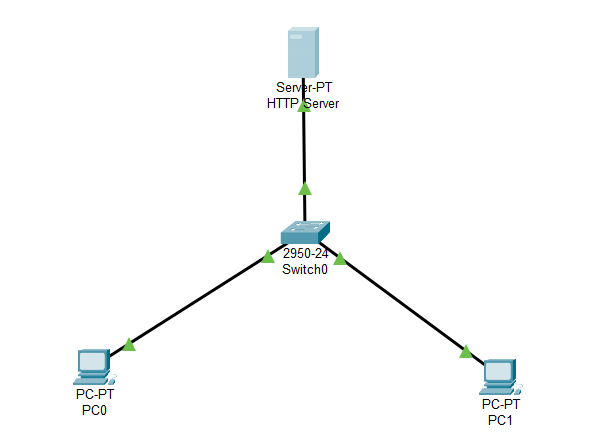 Server-PT
HTTP Server
2950-24
Switch0
PC-PT
PC0
PC-PT
PC1